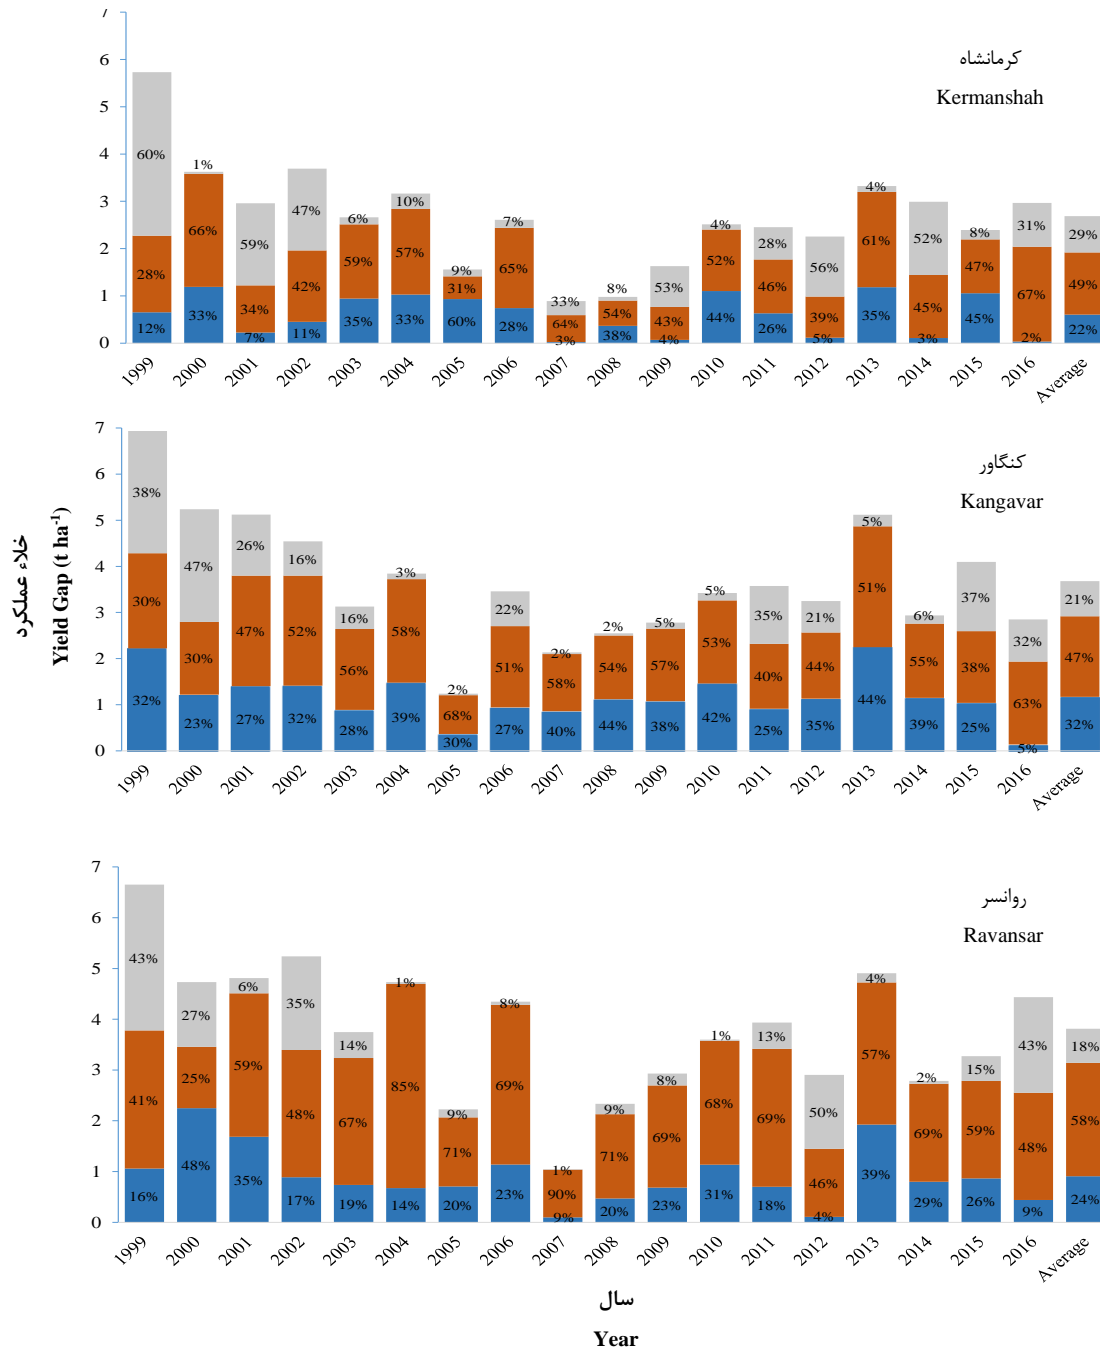 7
6
5
4
3
2
1
0
کرمانشاه
Kermanshah
60% 1% 59% 47% 6% 10% 9% 7% 33% 8% 53% 4% 28% 56% 4% 52% 8% 31% 29%
28% 66% 34% 42% 59% 57% 31% 65% 64% 54% 43% 52% 46% 39% 61% 45% 47% 67% 49%
12% 33% 7% 11% 35% 33% 60% 28% 3% 38% 4% 44% 26% 5% 35% 3% 45% 2% 22%
1999 2000 2001 2002 2003 2004 2005 2006 2007 2008 2009 2010 2011 2012 2013 2014 2015 2016 Average
خلاء عملکرد
Yield Gap (t ha-1)
7
6
5
4
3
2
1
0
کنگاور
Kangavar
38% 47% 26% 16% 16% 3% 2% 22% 2% 2% 5% 5% 35% 21% 5% 6% 37% 32% 21%
30% 30% 47% 52% 56% 58% 68% 51% 58% 54% 57% 53% 40% 44% 51% 55% 38% 63% 47%
32% 23% 27% 32% 28% 39% 30% 27% 40% 44% 38% 42% 25% 35% 44% 39% 25% 5% 32%
1999 2000 2001 2002 2003 2004 2005 2006 2007 2008 2009 2010 2011 2012 2013 2014 2015 2016 Average
7
6
5
4
3
2
1
0
روانسر
Ravansar
43% 27% 6% 35% 14% 1% 9% 8% 1% 9% 8% 1% 13% 50% 4% 2% 15% 43% 18%
41% 25% 59% 48% 67% 85% 71% 69% 90% 71% 69% 68% 69% 46% 57% 69% 59% 48% 58%
16% 48% 35% 17% 19% 14% 20% 23% 9% 20% 23% 31% 18% 4% 39% 29% 26% 9% 24%
1999 2000 2001 2002 2003 2004 2005 2006 2007 2008 2009 2010 2011 2012 2013 2014 2015 2016 Average
سال
Year